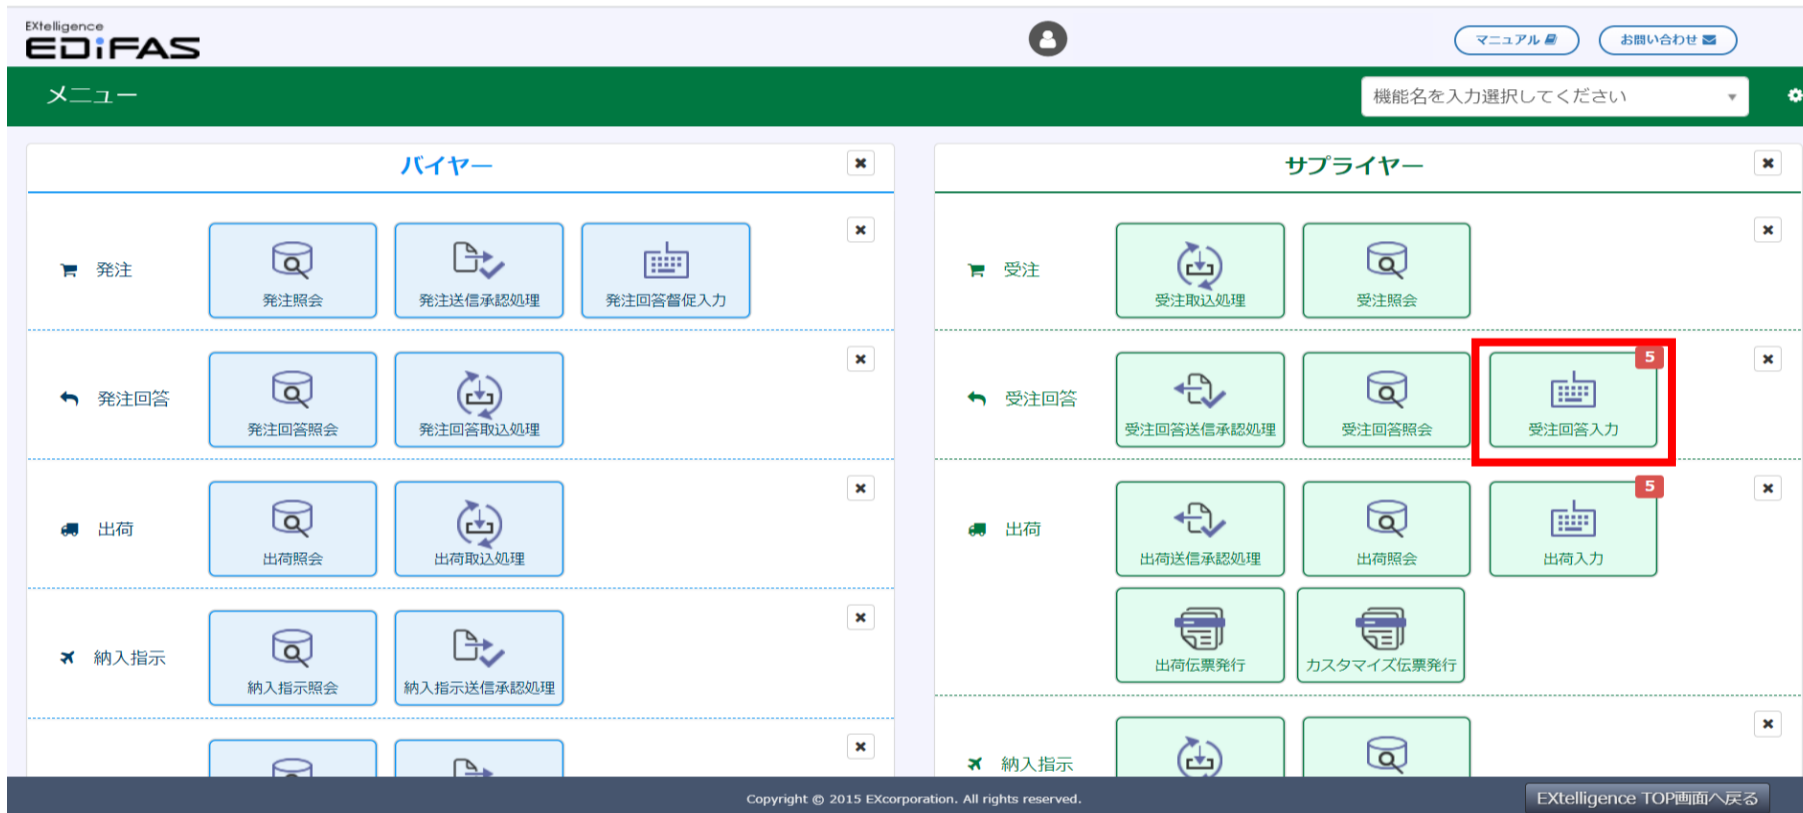 EXtelligence
EDiFAS
マニュアル
お問い合わせ
メニュー
機能名を入力選択してください
バイヤー
発注
発注照会
発注送信承認処理
発注回答督促入力
発注回答
発注回答照会
発注回答取込処理
出荷
出荷照会
出荷取込処理
納入指示
納入指示照会
納入指示送信承認処理
サプライヤー
受注
受注取込処理
受注照会
受注回答
受注回答送信承認処理
受注回答照会
5
受注回答入力
出荷
出荷送信承認処理
出荷照会
5
出荷入力
出荷伝票発行
カスタマイズ伝票発行
納入指示
Copyright © 2015 EXcorporation. All rights reserved.
EXtelligence TOP画面へ戻る